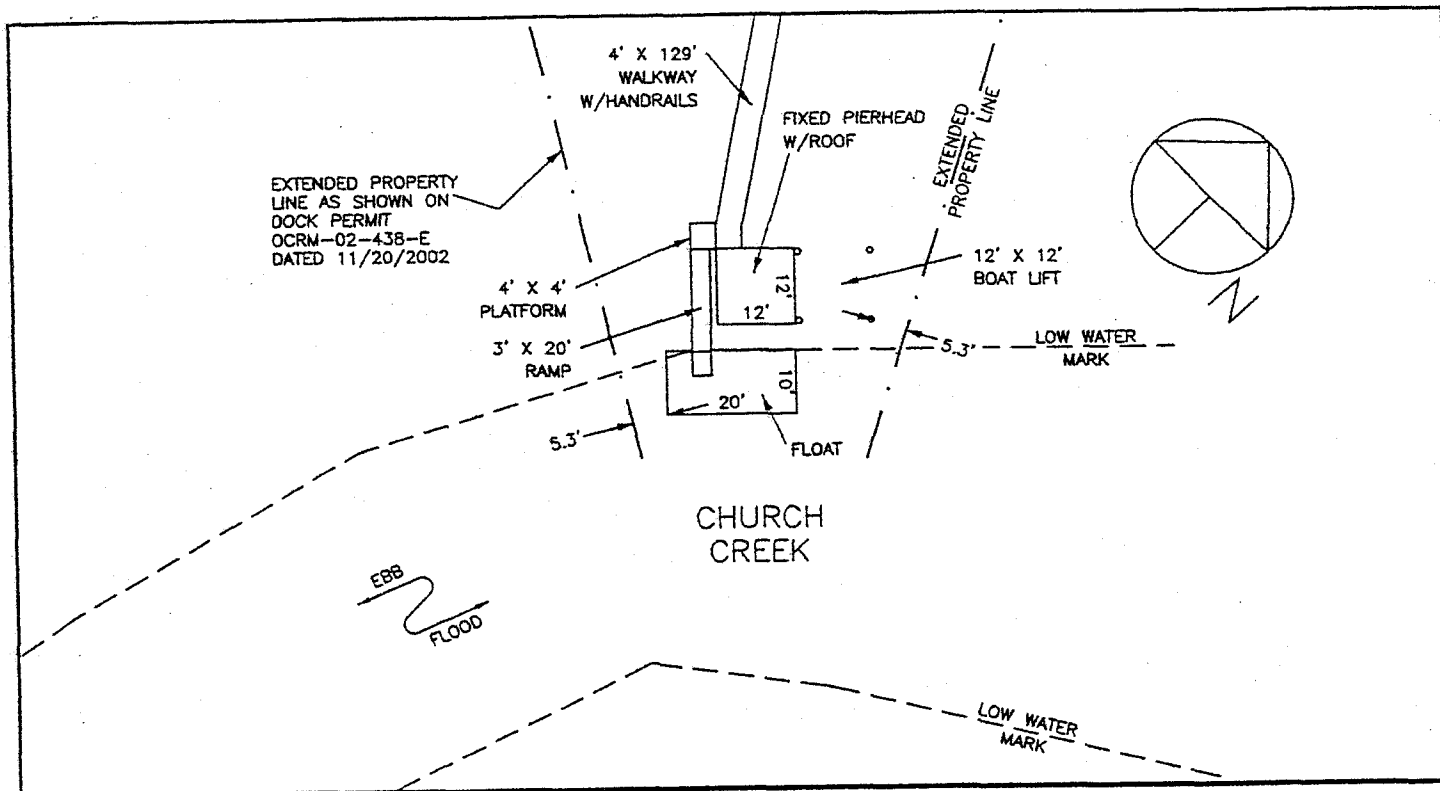 4' X 129'
WALKWAY
W/HANDRAILS
FIXED PIERHEAD
W/ROOF
EXTENDED
PROPERTY LINE
EXTENDED PROPERTY
LINE AS SHOWN ON
DOCK PERMIT
OCRM-02-438-E
DATED 11/20/2002
4' X 4'
PLATFORM
12'
12'
12' X 12'
BOAT LIFT
N
3' X 20'
RAMP
5.3'
LOW WATER
MARK
10'
20'
5.3'
FLOAT
CHURCH
CREEK
EBB
FLOOD
LOW WATER
MARK